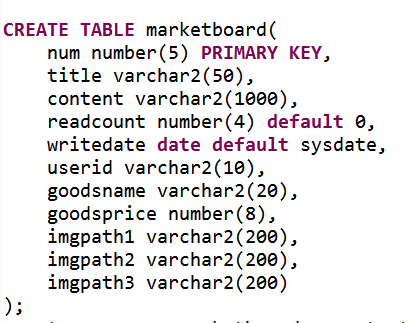 CREATE TABLE marketboard(
num number(5) PRIMARY KEY,
title varchar2(50),
content varchar2(1000),
readcount number(4) default 0,
writedate date default sysdate,
userid varchar2(10),
goodsname varchar2(20),
goodsprice number(8),
imgpath1 varchar2(200),
imgpath2 varchar2(200),
imgpath3 varchar2(200)
);